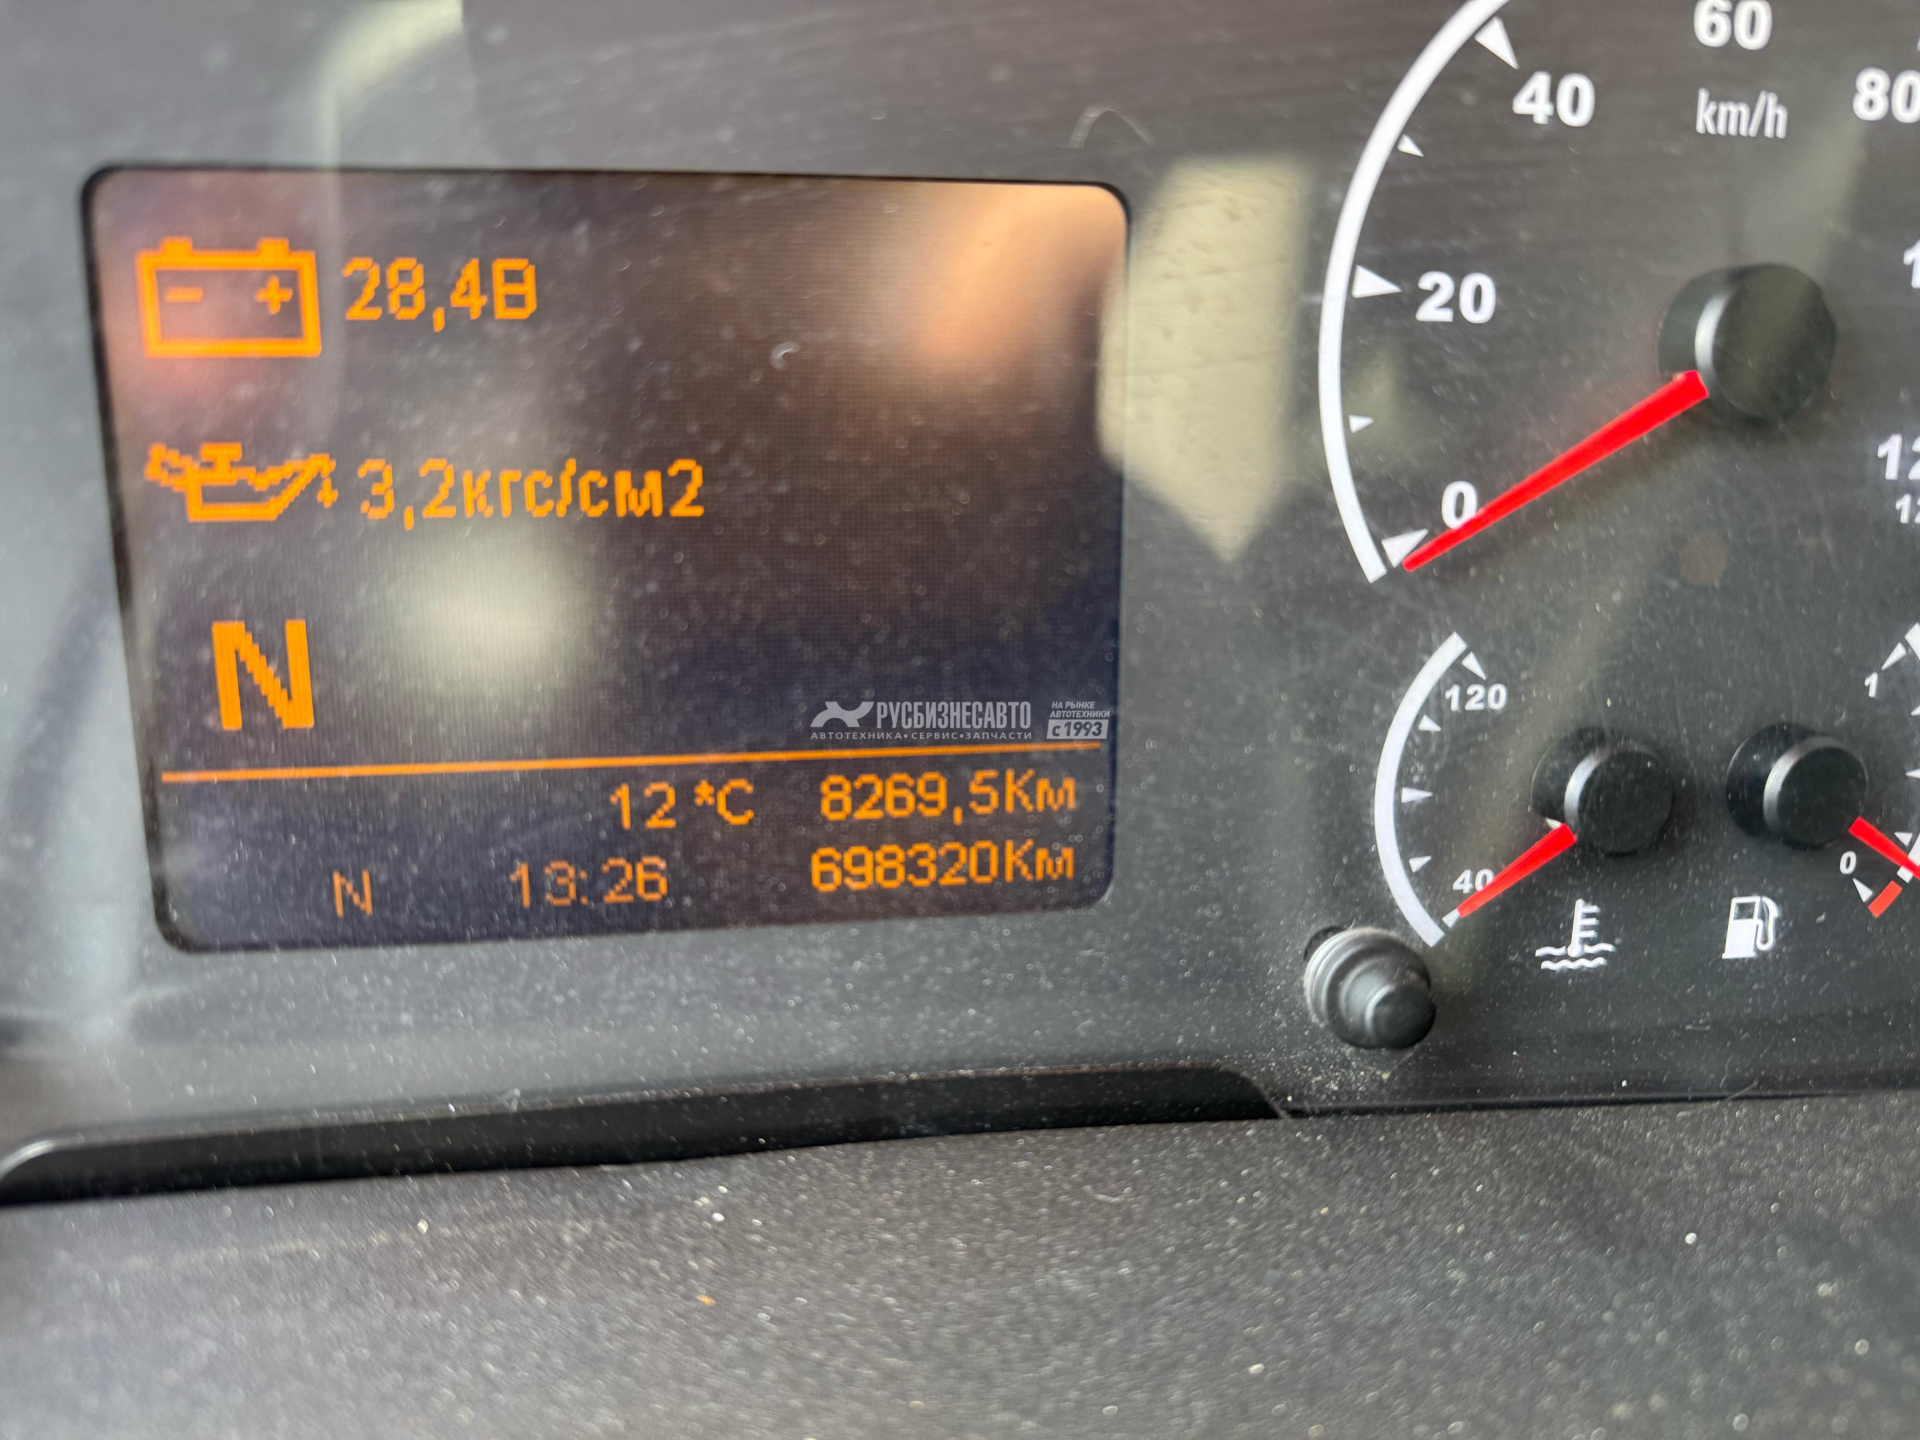 28,4В
3,2кгс/см2
N
12 *C 8269,5Км
N 13:26 698320Км
РУСБИЗНЕСАВТО
АВТОТЕХНИКА•СЕРВИС•ЗАПЧАСТИ
НА РЫНКЕ
АВТОТЕХНИКИ
с 1993
60
40
80
km/h
20
0
120
40
1
0